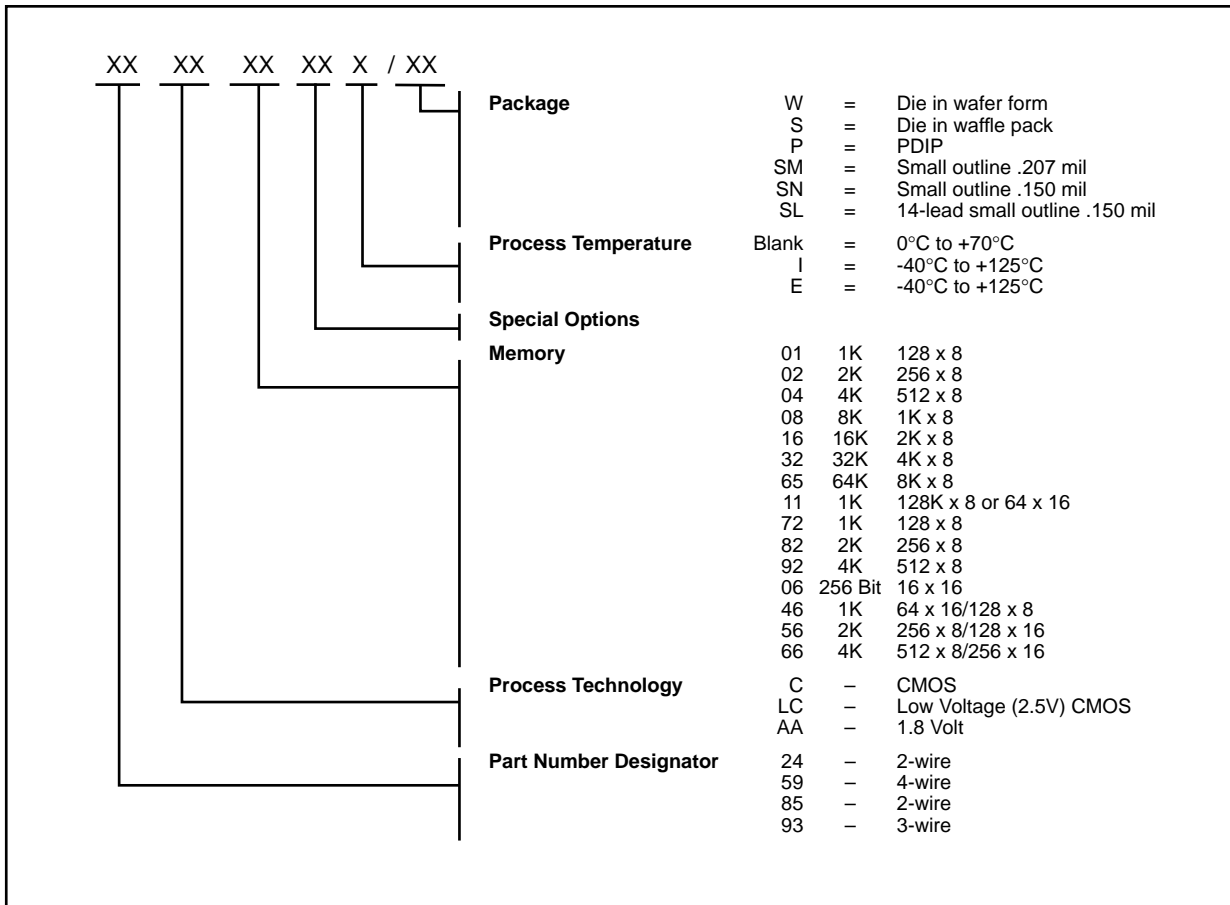 XX XX XX XX X / XX
Package W = Die in wafer form
S = Die in waffle pack
P = PDIP
SM = Small outline .207 mil
SN = Small outline .150 mil
SL = 14-lead small outline .150 mil
Process Temperature Blank = 0°C to +70°C
I = -40°C to +125°C
E = -40°C to +125°C
Special Options
Memory 01 1K 128 x 8
02 2K 256 x 8
04 4K 512 x 8
08 8K 1K x 8
16 16K 2K x 8
32 32K 4K x 8
65 64K 8K x 8
11 1K 128K x 8 or 64 x 16
72 1K 128 x 8
82 2K 256 x 8
92 4K 512 x 8
06 256 Bit 16 x 16
46 1K 64 x 16/128 x 8
56 2K 256 x 8/128 x 16
66 4K 512 x 8/256 x 16
Process Technology C – CMOS
LC – Low Voltage (2.5V) CMOS
AA – 1.8 Volt
Part Number Designator 24 – 2-wire
59 – 4-wire
85 – 2-wire
93 – 3-wire